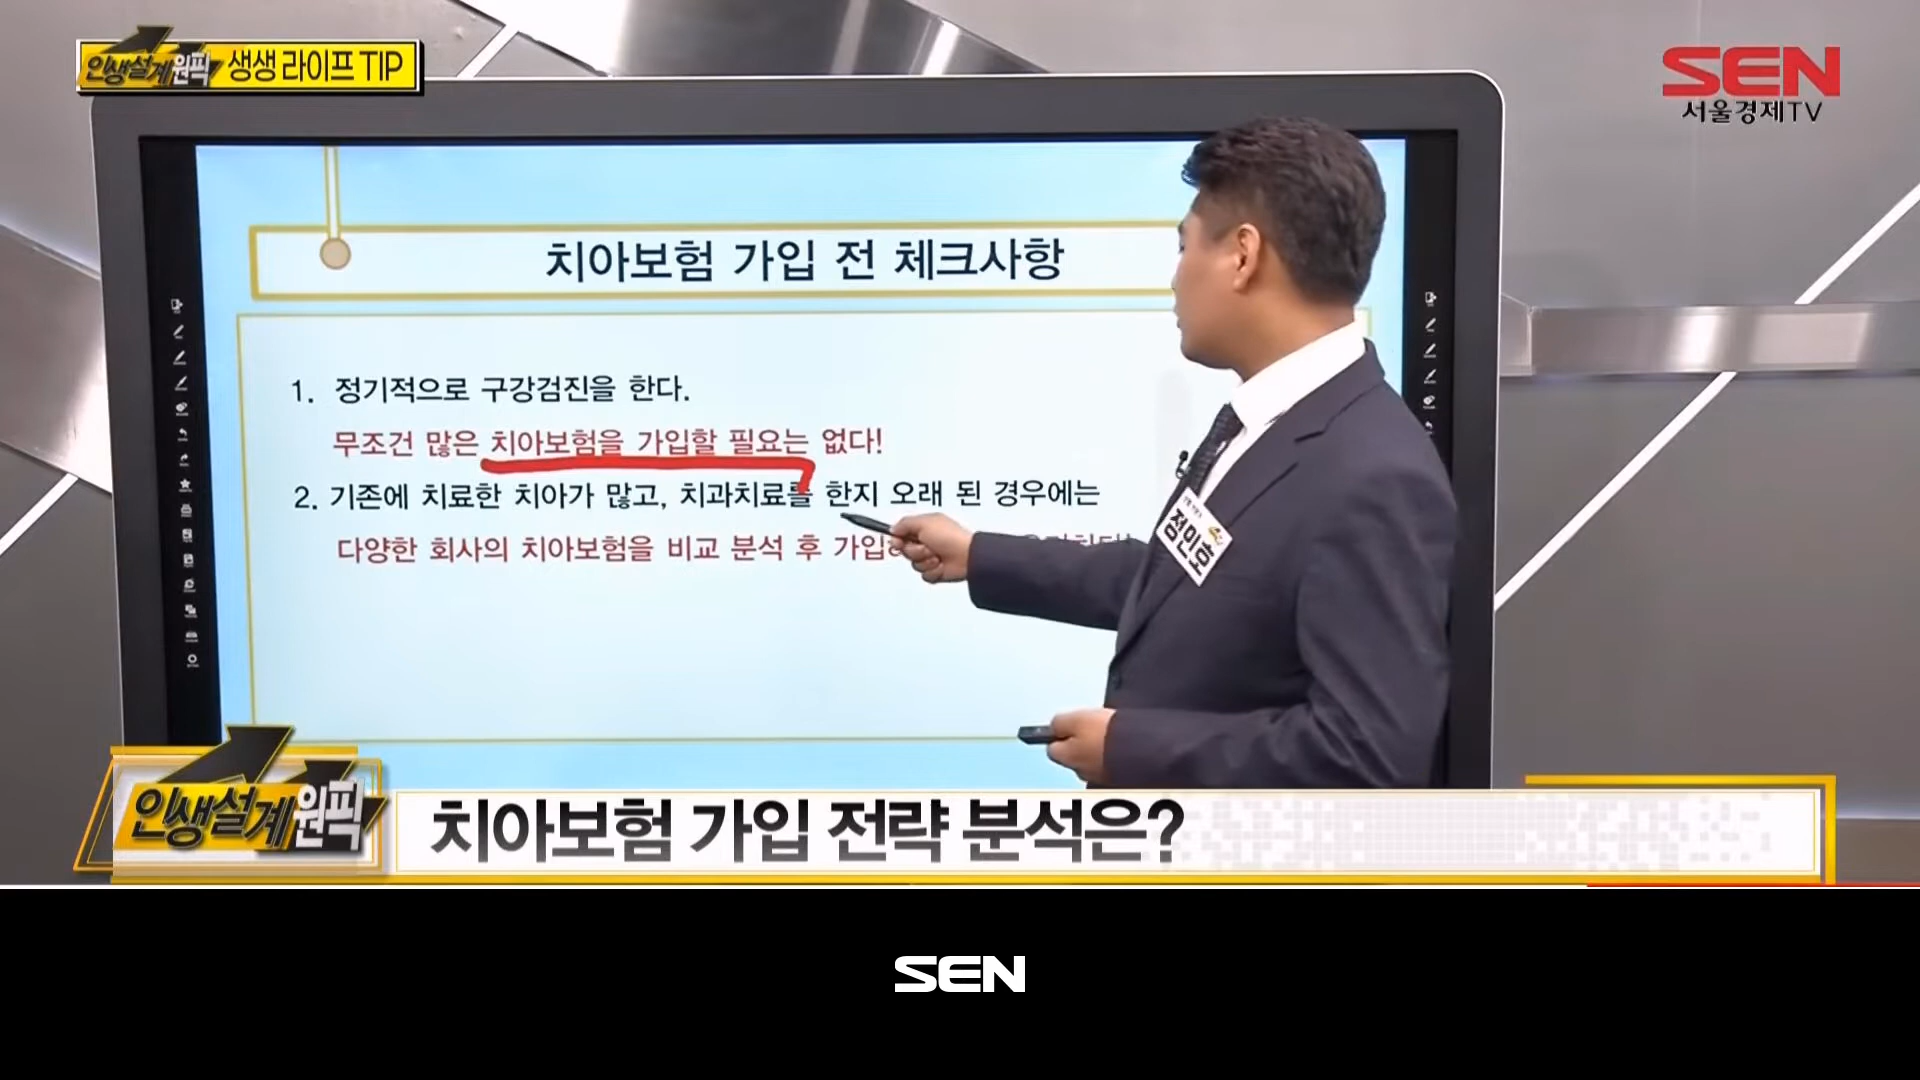 인생설계원픽 생생 라이프 TIP
SEN
서울경제TV
치아보험 가입 전 체크사항
1. 정기적으로 구강검진을 한다.
무조건 많은 치아보험을 가입할 필요는 없다!
2. 기존에 치료한 치아가 많고, 치과치료를 한지 오래 된 경우에는
다양한 회사의 치아보험을 비교 분석 후 가입
정민호
인생설계원픽
치아보험 가입 전략 분석은?
SEN